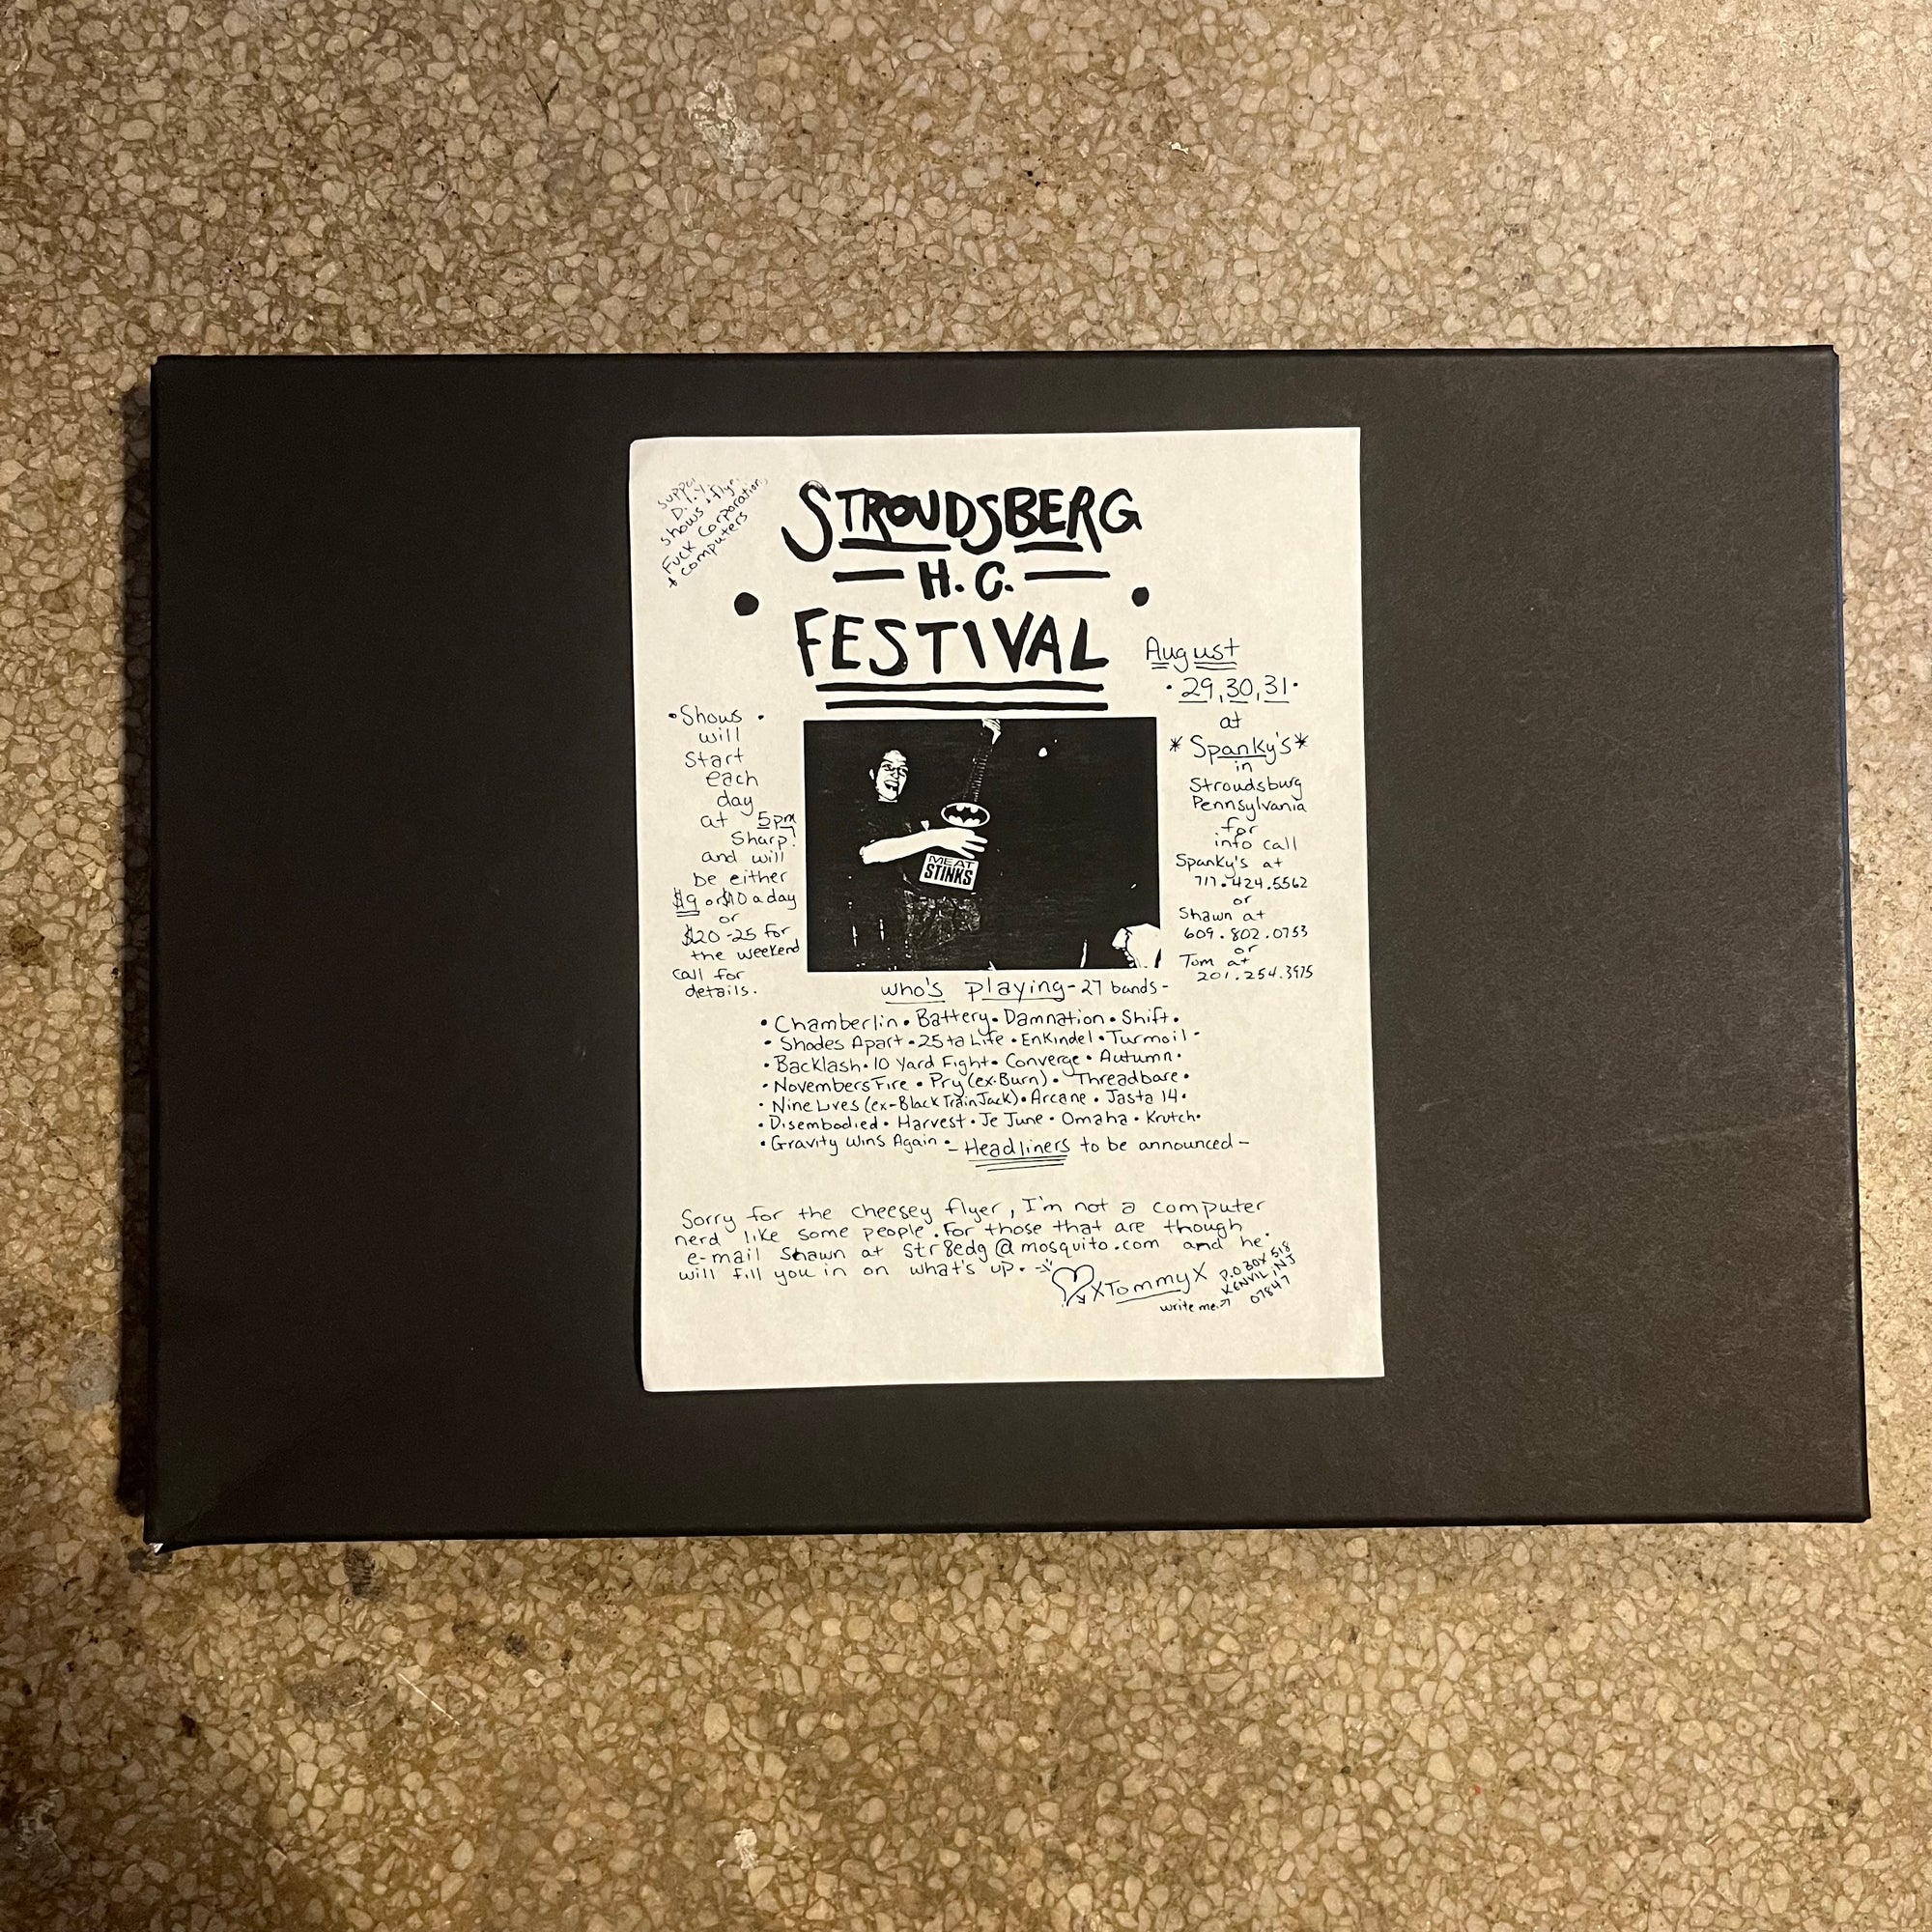 D.I.Y.
shows + flyr.
Fuck Corporation
+ computers
STROUDSBERG
H.C.
FESTIVAL
August
• 29, 30, 31 •
at
* Spanky's *
in
Stroudsburg
Pennsylvania
for
info call
Spanky's at
717.424.5562
or
Shawn at
609.802.0753
or
Tom at
201.254.3975
• Shows •
will
Start
each
day
at 5pm
Sharp!
and will
be either
$9 or $10 a day
or
$20-25 for
the weekend
call for
details.
MEAT
STINKS
who's playing - 27 bands -
• Chamberlin • Battery • Damnation • Shift •
• Shades Apart • 25 ta Life • Enkindel • Turmoil •
• Backlash • 10 Yard Fight • Converge • Autumn •
• Novembers Fire • Pry (ex-Burn) • Threadbare •
• Nine Lives (ex-Black Train Jack) • Arcane • Jasta 14 •
• Disembodied • Harvest • Je June • Omaha • Krutch •
• Gravity Wins Again • - Headliners to be announced -
Sorry for the cheesey flyer, I'm not a computer
nerd like some people. For those that are though
e-mail Shawn at Str8edg@mosquito.com and he
will fill you in on what's up.
XTommyX
write me
P.O BOX 518
KENVIL, NJ
07847